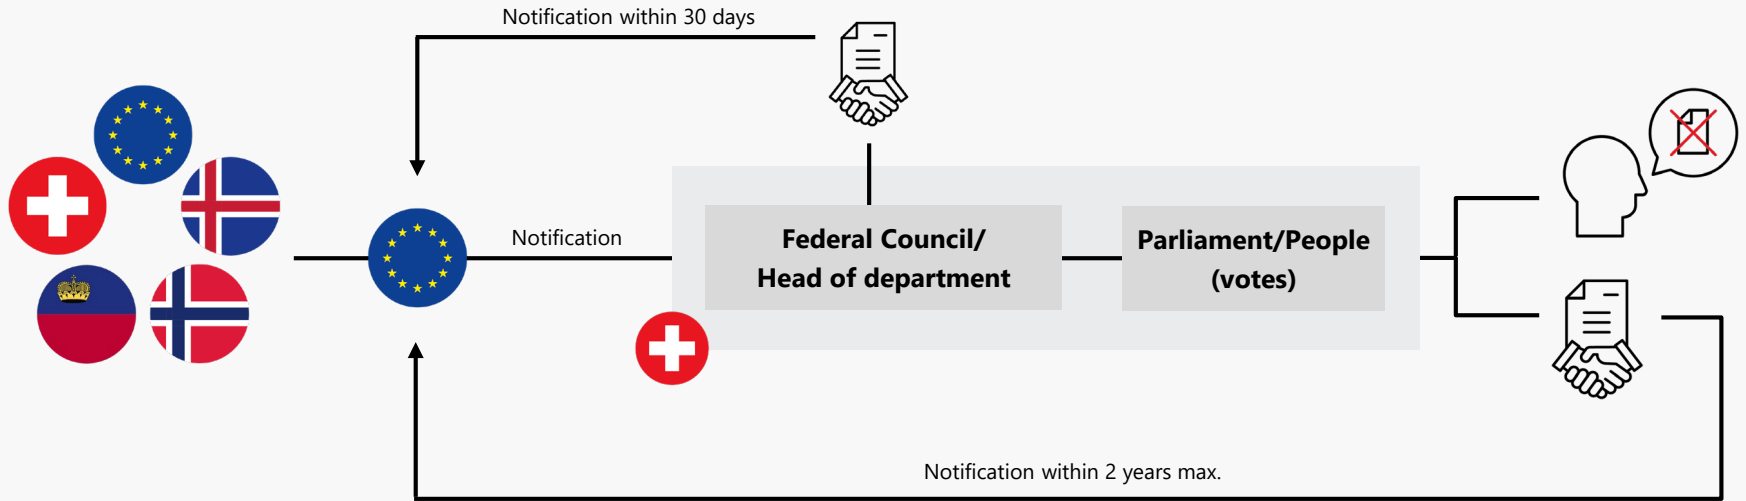 Notification within 30 days
Notification
Federal Council/
Head of department
Parliament/People
(votes)
Notification within 2 years max.